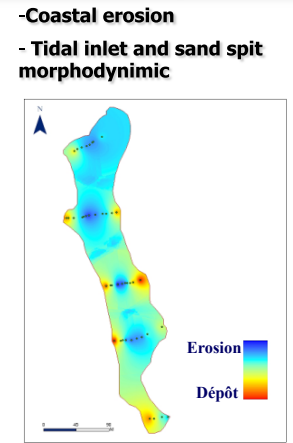 -Coastal erosion
- Tidal inlet and sand spit
morphodynimic
N
Erosion
Dépôt